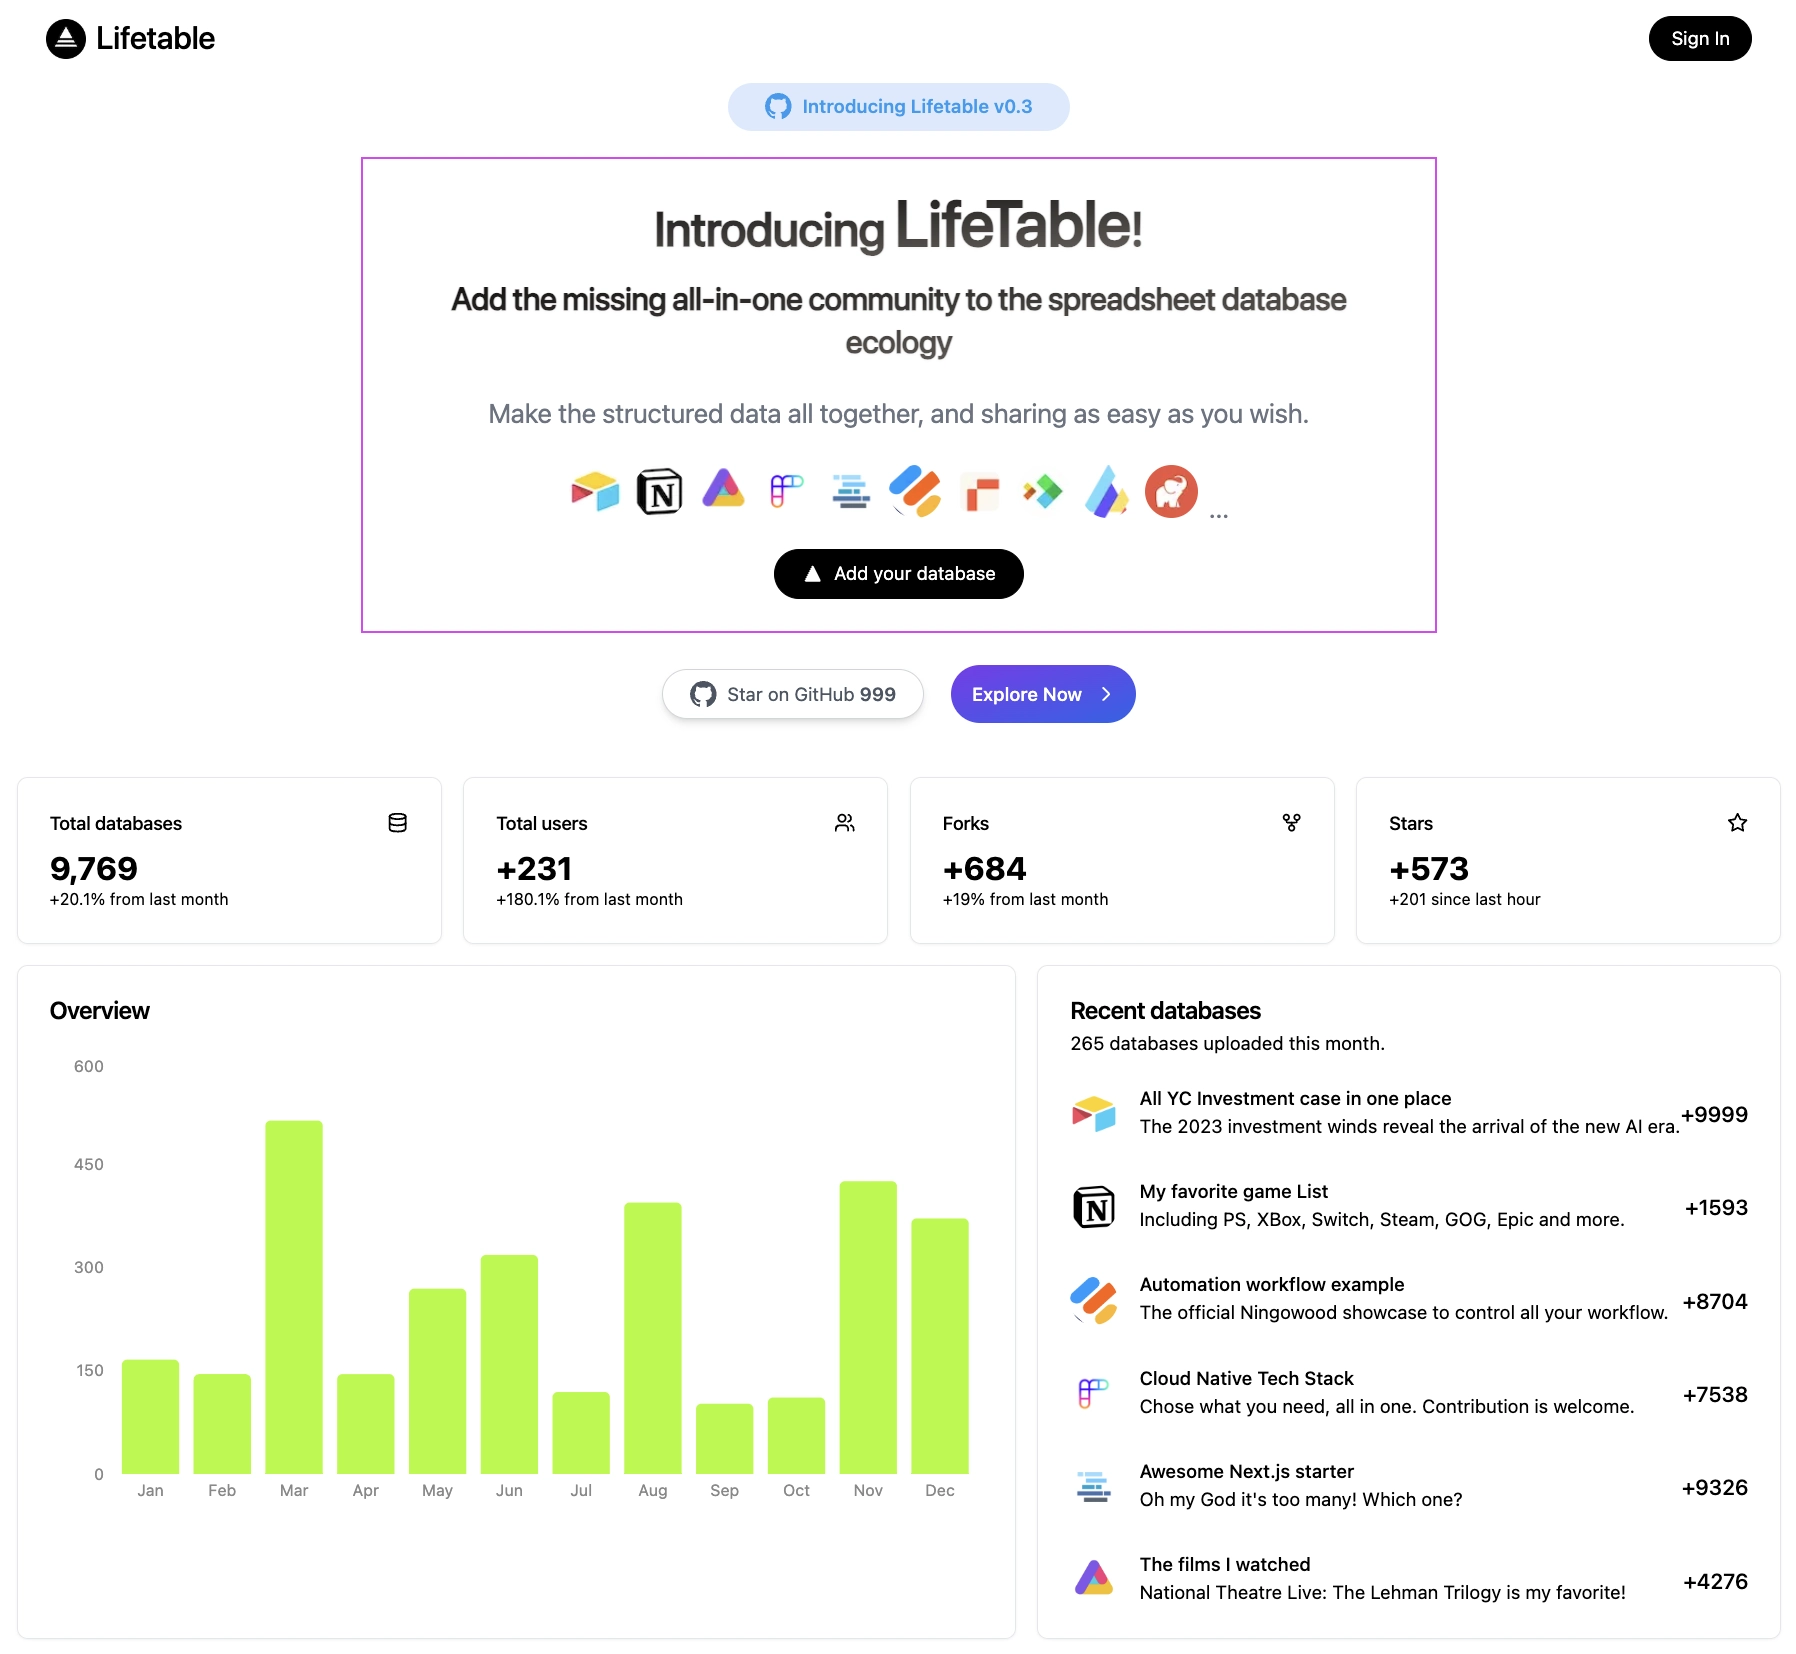 Lifetable
Sign In
Introducing Lifetable v0.3
Introducing LifeTable!
Add the missing all-in-one community to the spreadsheet database
ecology
Make the structured data all together, and sharing as easy as you wish.
...
Add your database
Star on GitHub 999
Explore Now
Total databases
9,769
+20.1% from last month
Total users
+231
+180.1% from last month
Forks
+684
+19% from last month
Stars
+573
+201 since last hour
Overview
600
450
300
150
0
Jan Feb Mar Apr May Jun Jul Aug Sep Oct Nov Dec
Recent databases
265 databases uploaded this month.
All YC Investment case in one place
The 2023 investment winds reveal the arrival of the new AI era.
+9999
My favorite game List
Including PS, XBox, Switch, Steam, GOG, Epic and more.
+1593
Automation workflow example
The official Ningowood showcase to control all your workflow.
+8704
Cloud Native Tech Stack
Chose what you need, all in one. Contribution is welcome.
+7538
Awesome Next.js starter
Oh my God it's too many! Which one?
+9326
The films I watched
National Theatre Live: The Lehman Trilogy is my favorite!
+4276